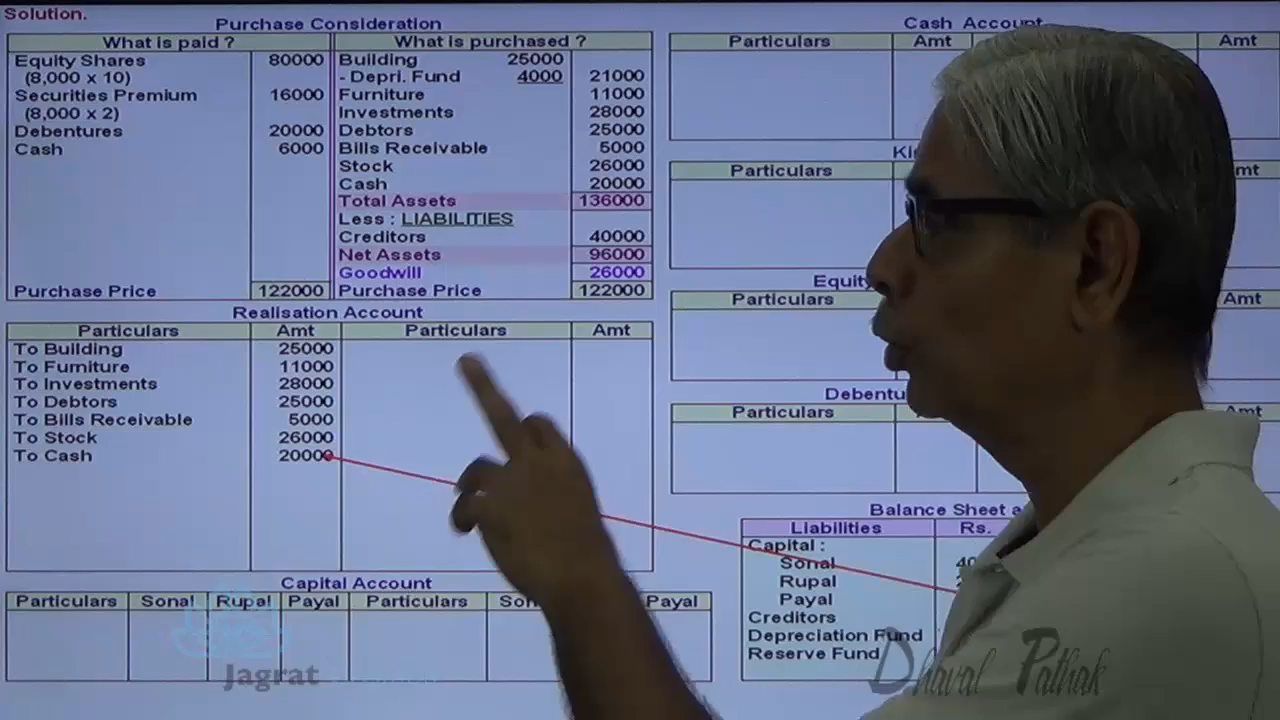 Solution.
Purchase Consideration
What is paid ? What is purchased ?
Equity Shares 80000 Building 25000
(8,000 x 10) - Depri. Fund 4000 21000
Securities Premium 16000 Furniture 11000
(8,000 x 2) Investments 28000
Debentures 20000 Debtors 25000
Cash 6000 Bills Receivable 5000
Stock 26000
Cash 20000
Total Assets 136000
Less : LIABILITIES
Creditors 40000
Net Assets 96000
Goodwill 26000
Purchase Price 122000 Purchase Price 122000
Realisation Account
Particulars Amt Particulars Amt
To Building 25000
To Furniture 11000
To Investments 28000
To Debtors 25000
To Bills Receivable 5000
To Stock 26000
To Cash 20000
Capital Account
Particulars Sonal Rupal Payal Particulars Payal
Cash Account
Particulars Amt Amt
Particulars
Equity
Particulars Amt
Particulars Amt
Balance Sheet
Liabilities Rs.
Capital :
Sonal
Rupal
Payal
Creditors
Depreciation Fund
Reserve Fund
Dhaval Pathak
Jagrat